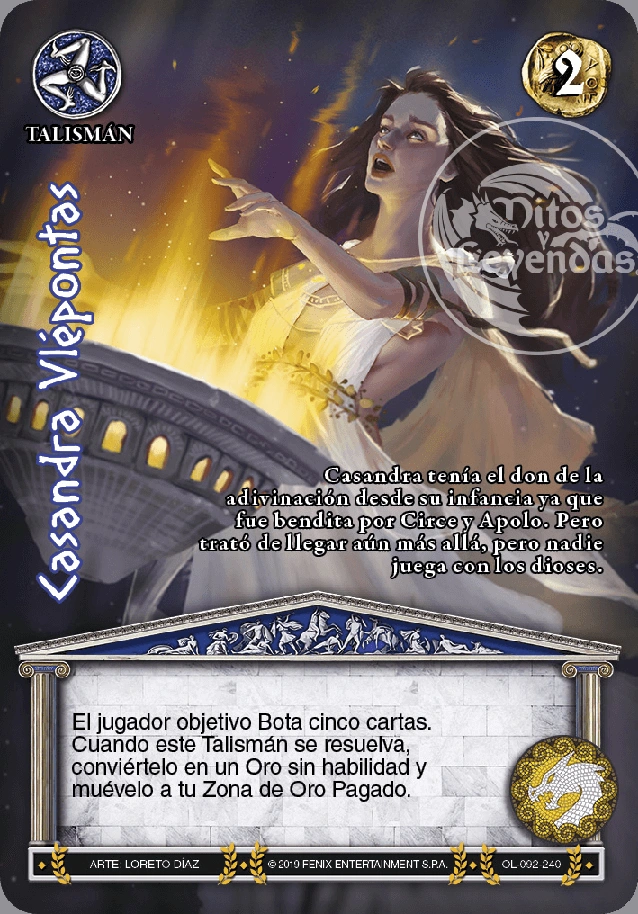 TALISMÁN
2
Mitos
y
Leyendas
Casandra Vlépontas
Casandra tenía el don de la
adivinación desde su infancia ya que
fue bendita por Circe y Apolo. Pero
trató de llegar aún más allá, pero nadie
juega con los dioses.
El jugador objetivo Bota cinco cartas.
Cuando este Talismán se resuelva,
conviértelo en un Oro sin habilidad y
muévelo a tu Zona de Oro Pagado.
ARTE: LORETO DÍAZ
© 2019 FENIX ENTERTAINMENT S.P.A.
OL-092-240